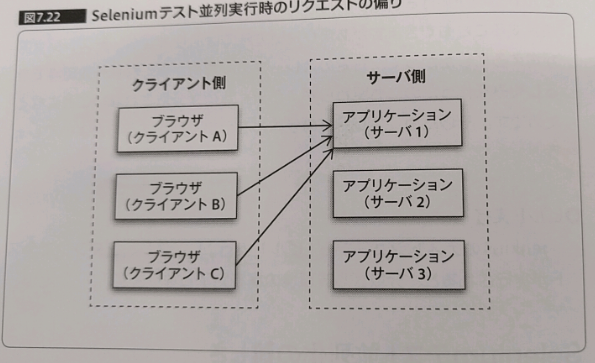 図7.22 Seleniumテスト並列実行時のリクエストの偏り
クライアント側
サーバ側
ブラウザ
(クライアント A)
アプリケーション
(サーバ 1)
ブラウザ
(クライアント B)
アプリケーション
(サーバ 2)
ブラウザ
(クライアント C)
アプリケーション
(サーバ 3)